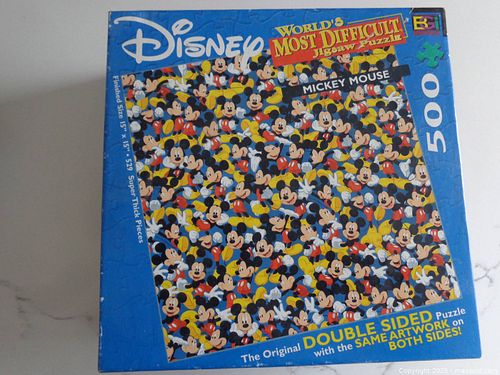 Disney
WORLD'S
MOST DIFFICULT
Jigsaw Puzzle
MICKEY MOUSE
500
Finished Size 15" x 15" • 529 Super-Thick Pieces
The Original DOUBLE SIDED Puzzle
with the SAME ARTWORK on
BOTH SIDES!